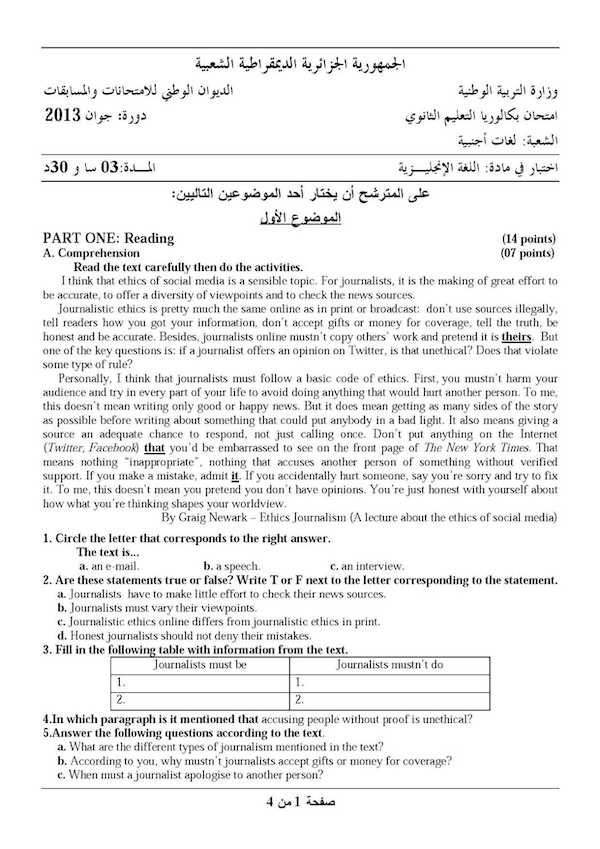 الجمهورية الجزائرية الديمقراطية الشعبية
وزارة التربية الوطنية الديوان الوطني للامتحانات والمسابقات
امتحان بكالوريا التعليم الثانوي دورة: جوان 2013
الشعبة: لغات أجنبية
اختبار في مادة: اللغة الإنجليـــزية المـــدة:03 سا و 30د
على المترشح أن يختار أحد الموضوعين التاليين:
الموضوع الأول
PART ONE: Reading (14 points)
A. Comprehension (07 points)
Read the text carefully then do the activities.
I think that ethics of social media is a sensible topic. For journalists, it is the making of great effort to
be accurate, to offer a diversity of viewpoints and to check the news sources.
Journalistic ethics is pretty much the same online as in print or broadcast: don't use sources illegally,
tell readers how you got your information, don't accept gifts or money for coverage, tell the truth, be
honest and be accurate. Besides, journalists online mustn't copy others' work and pretend it is theirs. But
one of the key questions is: if a journalist offers an opinion on Twitter, is that unethical? Does that violate
some type of rule?
Personally, I think that journalists must follow a basic code of ethics. First, you mustn't harm your
audience and try in every part of your life to avoid doing anything that would hurt another person. To me,
this doesn't mean writing only good or happy news. But it does mean getting as many sides of the story
as possible before writing about something that could put anybody in a bad light. It also means giving a
source an adequate chance to respond, not just calling once. Don't put anything on the Internet
(Twitter, Facebook) that you'd be embarrassed to see on the front page of The New York Times. That
means nothing "inappropriate", nothing that accuses another person of something without verified
support. If you make a mistake, admit it. If you accidentally hurt someone, say you're sorry and try to fix
it. To me, this doesn't mean you pretend you don't have opinions. You're just honest with yourself about
how what you're thinking shapes your worldview.
By Graig Newark – Ethics Journalism (A lecture about the ethics of social media)
1. Circle the letter that corresponds to the right answer.
The text is...
a. an e-mail. b. a speech. c. an interview.
2. Are these statements true or false? Write T or F next to the letter corresponding to the statement.
a. Journalists have to make little effort to check their news sources.
b. Journalists must vary their viewpoints.
c. Journalistic ethics online differs from journalistic ethics in print.
d. Honest journalists should not deny their mistakes.
3. Fill in the following table with information from the text.
Journalists must be Journalists mustn't do
1. 1.
2. 2.
4.In which paragraph is it mentioned that accusing people without proof is unethical?
5.Answer the following questions according to the text.
a. What are the different types of journalism mentioned in the text?
b. According to you, why mustn't journalists accept gifts or money for coverage?
c. When must a journalist apologise to another person?
صفحة 1 من 4